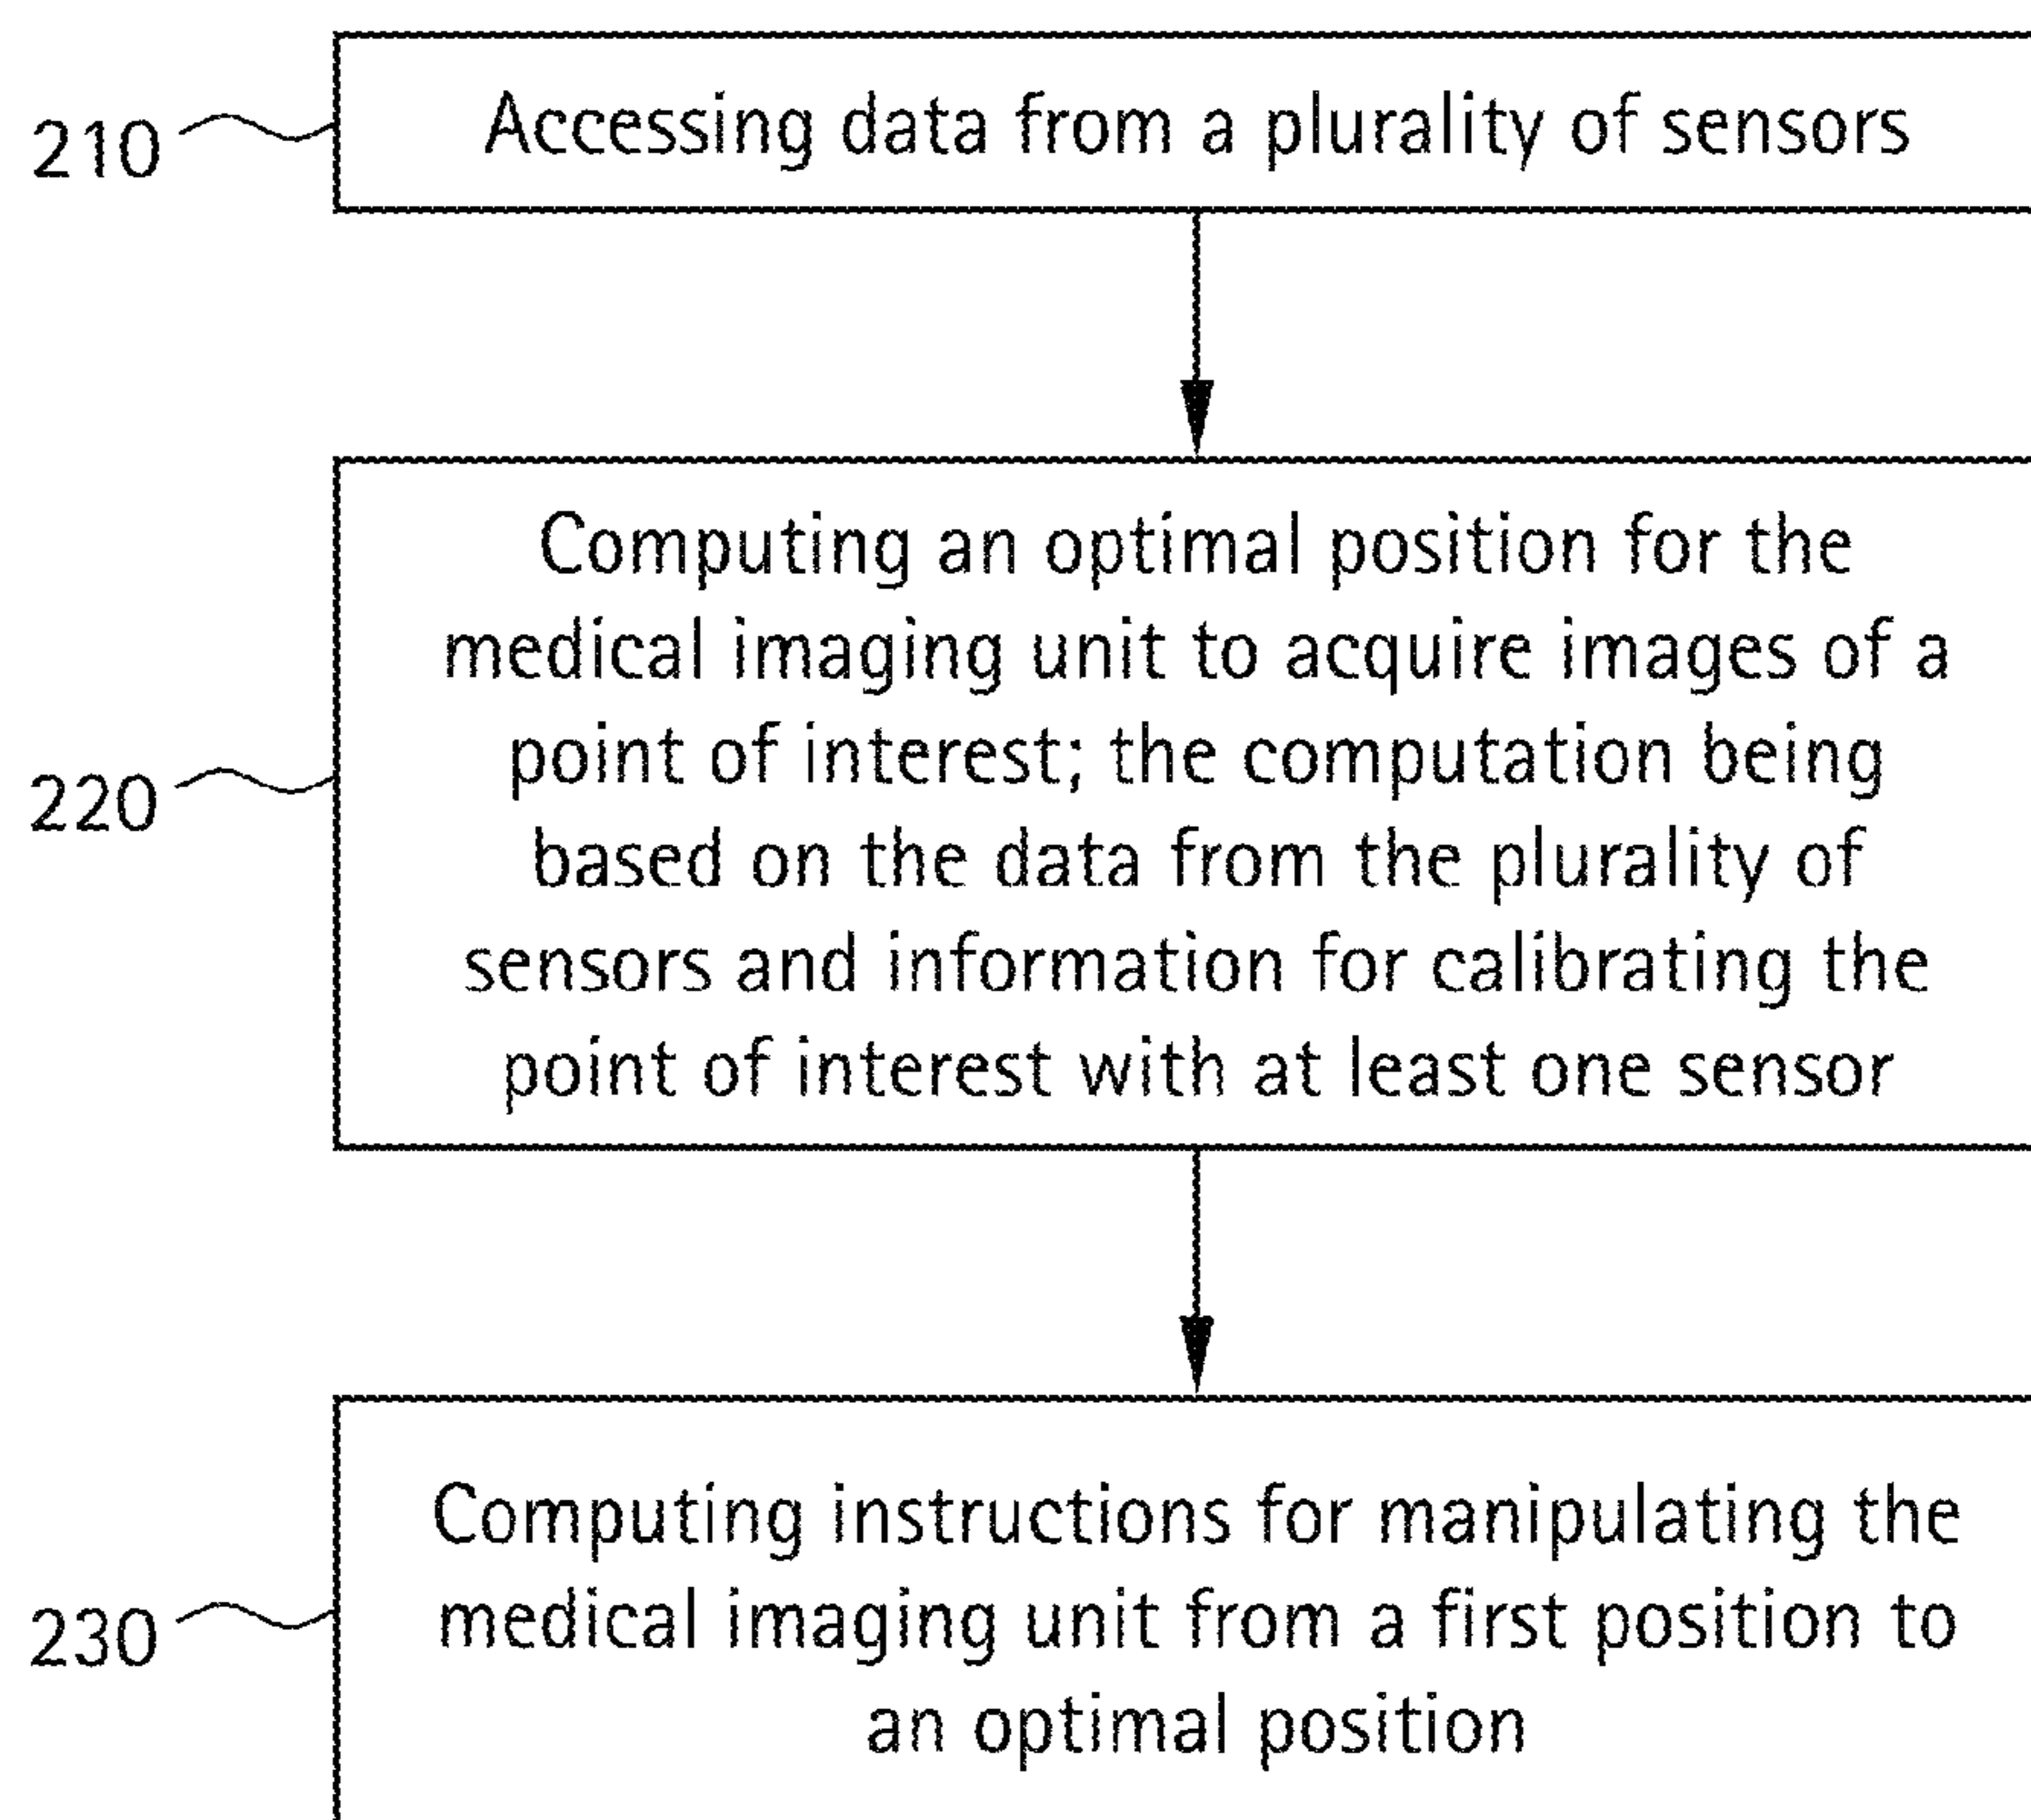 210
Accessing data from a plurality of sensors
220
Computing an optimal position for the
medical imaging unit to acquire images of a
point of interest; the computation being
based on the data from the plurality of
sensors and information for calibrating the
point of interest with at least one sensor
230
Computing instructions for manipulating the
medical imaging unit from a first position to
an optimal position